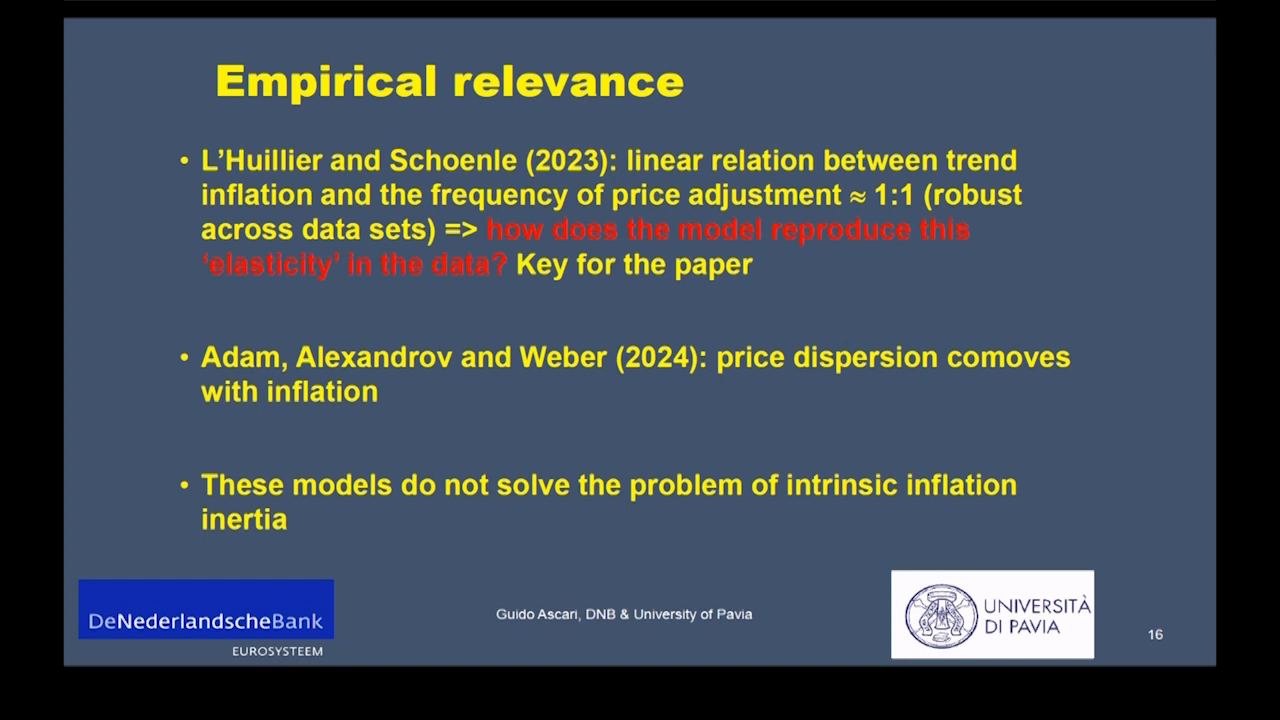 Empirical relevance
• L’Huillier and Schoenle (2023): linear relation between trend
inflation and the frequency of price adjustment ≈ 1:1 (robust
across data sets) => how does the model reproduce this
‘elasticity’ in the data? Key for the paper
• Adam, Alexandrov and Weber (2024): price dispersion comoves
with inflation
• These models do not solve the problem of intrinsic inflation
inertia
DeNederlandscheBank
EUROSYSTEEM
Guido Ascari, DNB & University of Pavia
UNIVERSITÀ
DI PAVIA
16